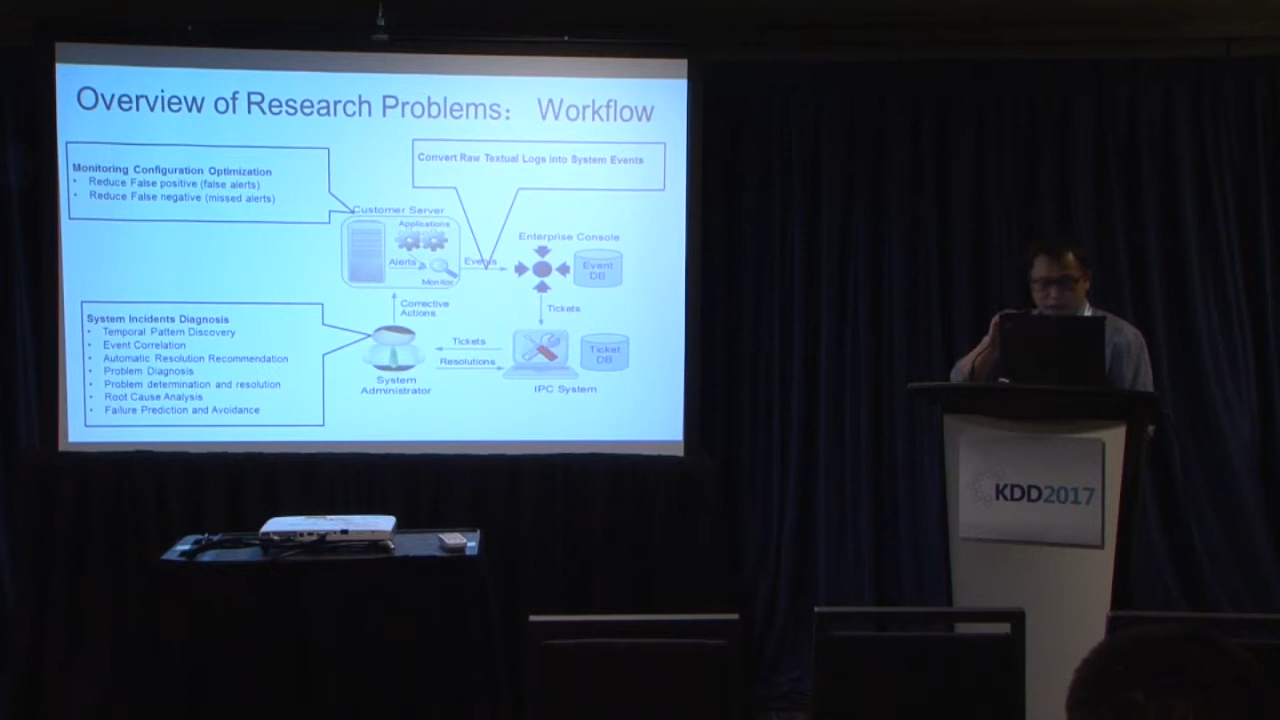 Overview of Research Problems: Workflow
Monitoring Configuration Optimization
• Reduce False positive (false alerts)
• Reduce False negative (missed alerts)
Convert Raw Textual Logs into System Events
Customer Server
Applications
Alerts
Monitor
Events
Enterprise Console
Event
DB
Corrective
Actions
Tickets
System Incidents Diagnosis
• Temporal Pattern Discovery
• Event Correlation
• Automatic Resolution Recommendation
• Problem Diagnosis
• Problem determination and resolution
• Root Cause Analysis
• Failure Prediction and Avoidance
Tickets
Resolutions
Ticket
DB
System
Administrator
IPC System
KDD2017